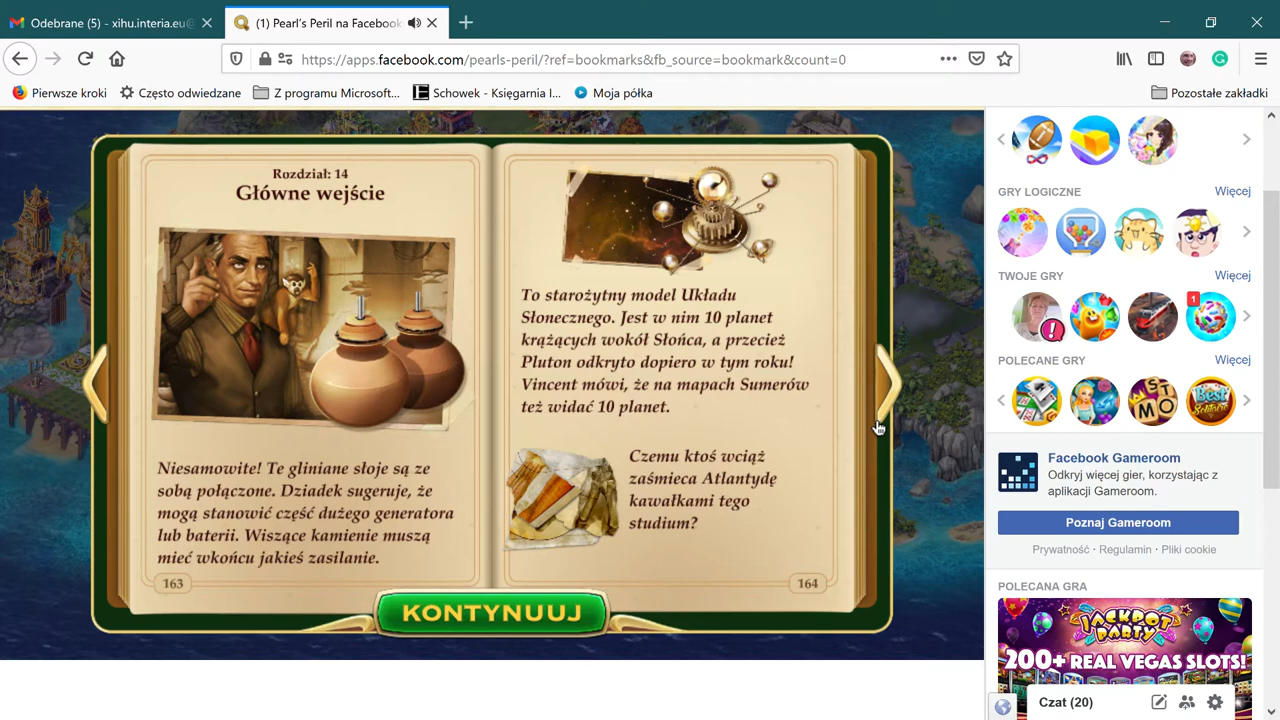 Odebrane (5) - xihu.interia.eu@
(1) Pearl's Peril na Facebook
https://apps.facebook.com/pearls-peril/?ref=bookmarks&fb_source=bookmark&count=0
Pierwsze kroki
Często odwiedzane
Z programu Microsoft...
Schowek - Księgarnia I...
Moja półka
Pozostałe zakładki
Rozdział: 14
Główne wejście
Niesamowite! Te gliniane słoje są ze
sobą połączone. Dziadek sugeruje, że
mogą stanowić część dużego generatora
lub baterii. Wiszące kamienie muszą
mieć wkońcu jakieś zasilanie.
163
To starożytny model Układu
Słonecznego. Jest w nim 10 planet
krążących wokół Słońca, a przecież
Pluton odkryto dopiero w tym roku!
Vincent mówi, że na mapach Sumerów
też widać 10 planet.
Czemu ktoś wciąż
zaśmieca Atlantydę
kawałkami tego
studium?
164
KONTYNUUJ
GRY LOGICZNE
Więcej
TWOJE GRY
Więcej
1
POLECANE GRY
Więcej
ST
MO
BeSt
Solitaire
Facebook Gameroom
Odkryj więcej gier, korzystając z
aplikacji Gameroom.
Poznaj Gameroom
Prywatność · Regulamin · Pliki cookie
POLECANA GRA
JACKPOT
PARTY
200+ REAL VEGAS SLOTS!
Czat (20)